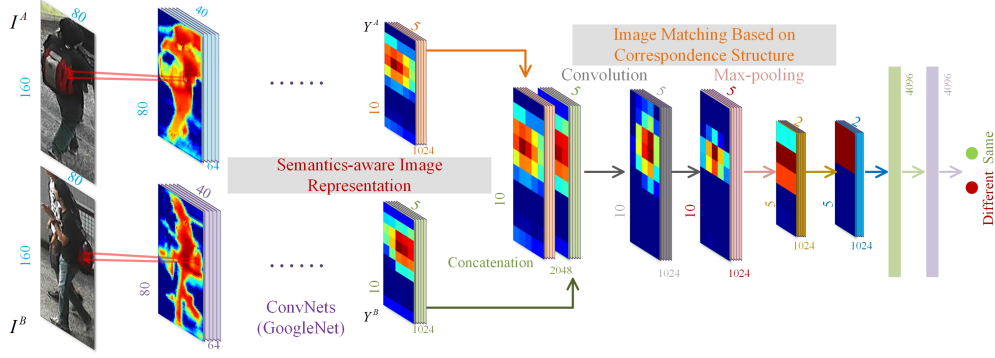 I^A
80
160
40
80
64
......
Y^A
5
10
1024
Semantics-aware Image
Representation
I^B
80
160
40
80
64
......
ConvNets
(GoogleNet)
5
10
1024
Y^B
Image Matching Based on
Correspondence Structure
5
10
Concatenation
2048
Convolution
5
10
1024
Max-pooling
5
10
1024
2
5
1024
2
5
1024
4096
4096
Same
Different